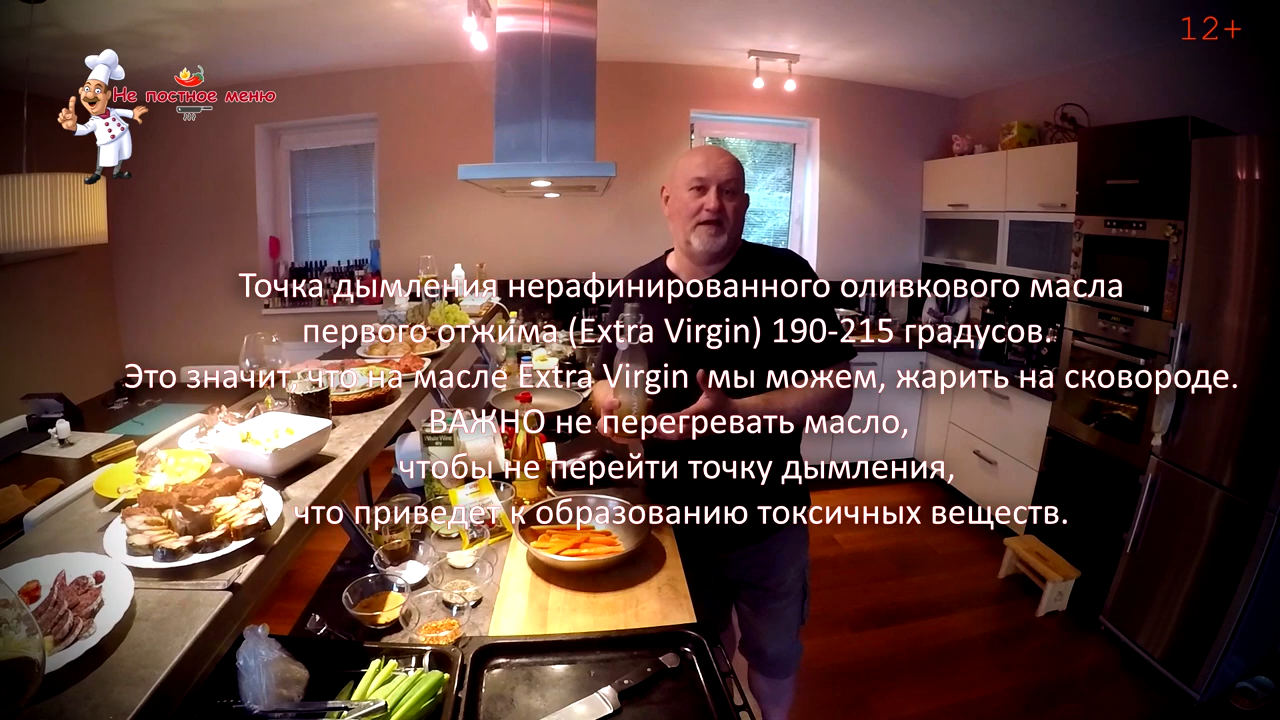 12+
Не постное меню
Точка дымления нерафинированного оливкового масла
первого отжима (Extra Virgin) 190-215 градусов.
Это значит, что на масле Extra Virgin мы можем, жарить на сковороде.
ВАЖНО не перегревать масло,
чтобы не перейти точку дымления,
что приведет к образованию токсичных веществ.